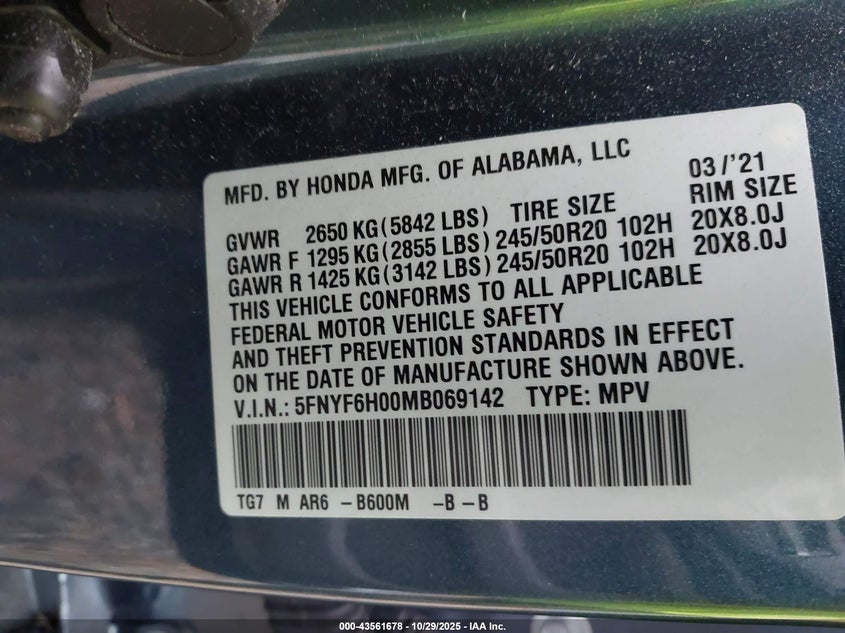 MFD. BY HONDA MFG. OF ALABAMA, LLC 03/'21
GVWR 2650 KG(5842 LBS) TIRE SIZE RIM SIZE
GAWR F 1295 KG(2855 LBS) 245/50R20 102H 20X8.0J
GAWR R 1425 KG(3142 LBS) 245/50R20 102H 20X8.0J
THIS VEHICLE CONFORMS TO ALL APPLICABLE
FEDERAL MOTOR VEHICLE SAFETY
AND THEFT PREVENTION STANDARDS IN EFFECT
ON THE DATE OF MANUFACTURE SHOWN ABOVE.
V.I.N.: 5FNYF6H00MB069142 TYPE: MPV
TG7 M AR6 -B600M -B -B
000-43561678 - 10/29/2025 - IAA Inc.